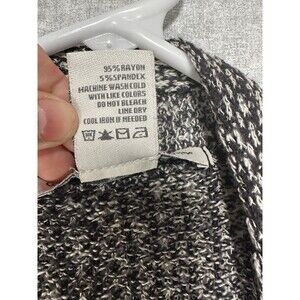 95% RAYON
5% SPANDEX
MACHINE WASH COLD
WITH LIKE COLORS
DO NOT BLEACH
LINE DRY
COOL IRON IF NEEDED